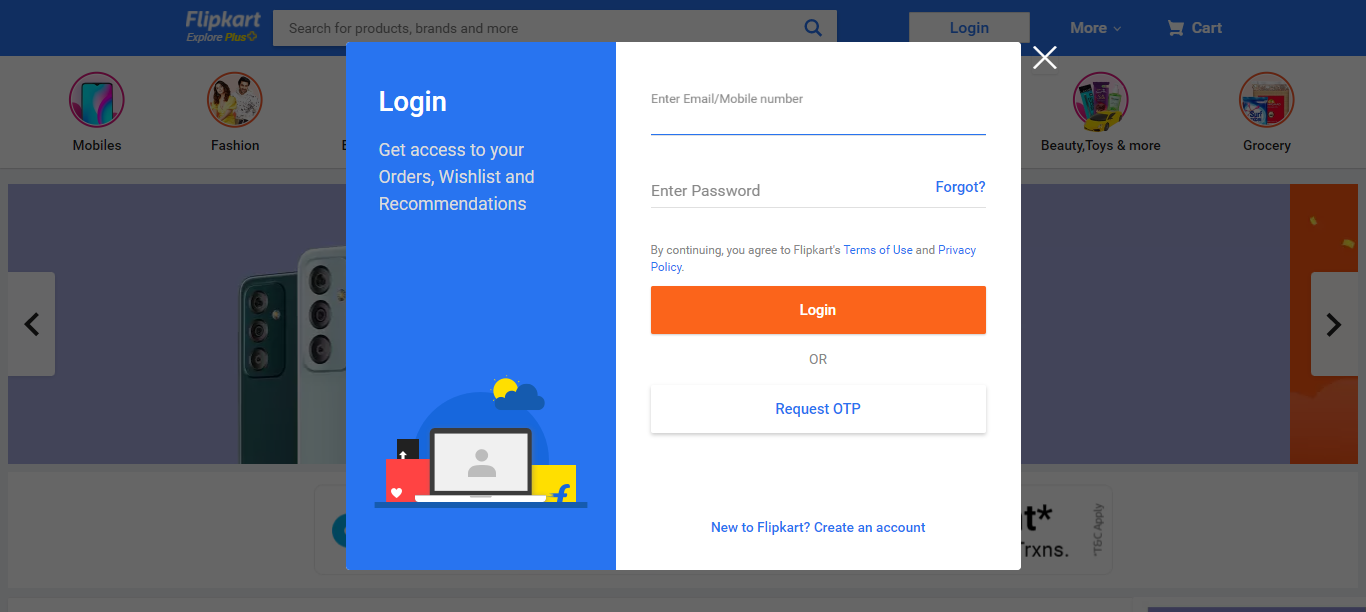 Flipkart
Explore Plus
Search for products, brands and more
Login
More
Cart
Mobiles
Fashion
Beauty,Toys & more
Grocery
Login
Get access to your
Orders, Wishlist and
Recommendations
Enter Email/Mobile number
Enter Password
Forgot?
By continuing, you agree to Flipkart's Terms of Use and Privacy
Policy.
Login
OR
Request OTP
New to Flipkart? Create an account
*T&C Apply